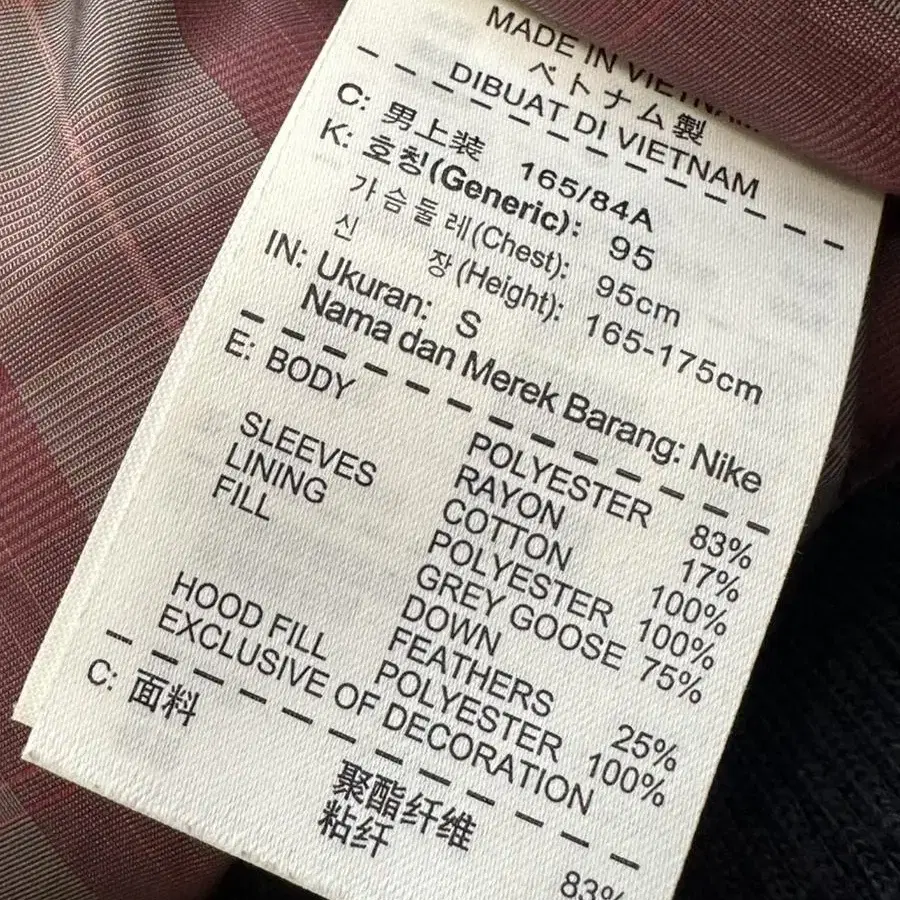 MADE IN VIETNAM
ベトナム製
DIBUAT DI VIETNAM
C: 男上装 165/84A
K: 호칭(Generic): 95
가슴둘레(Chest): 95cm
신 장(Height): 165-175cm
IN: Ukuran: S
Nama dan Merek Barang: Nike
E: BODY POLYESTER 83%
RAYON 17%
SLEEVES COTTON 100%
LINING POLYESTER 100%
FILL GREY GOOSE 75%
DOWN
FEATHERS 25%
HOOD FILL POLYESTER 100%
EXCLUSIVE OF DECORATION
C: 面料 聚酯纤维 83%
粘纤